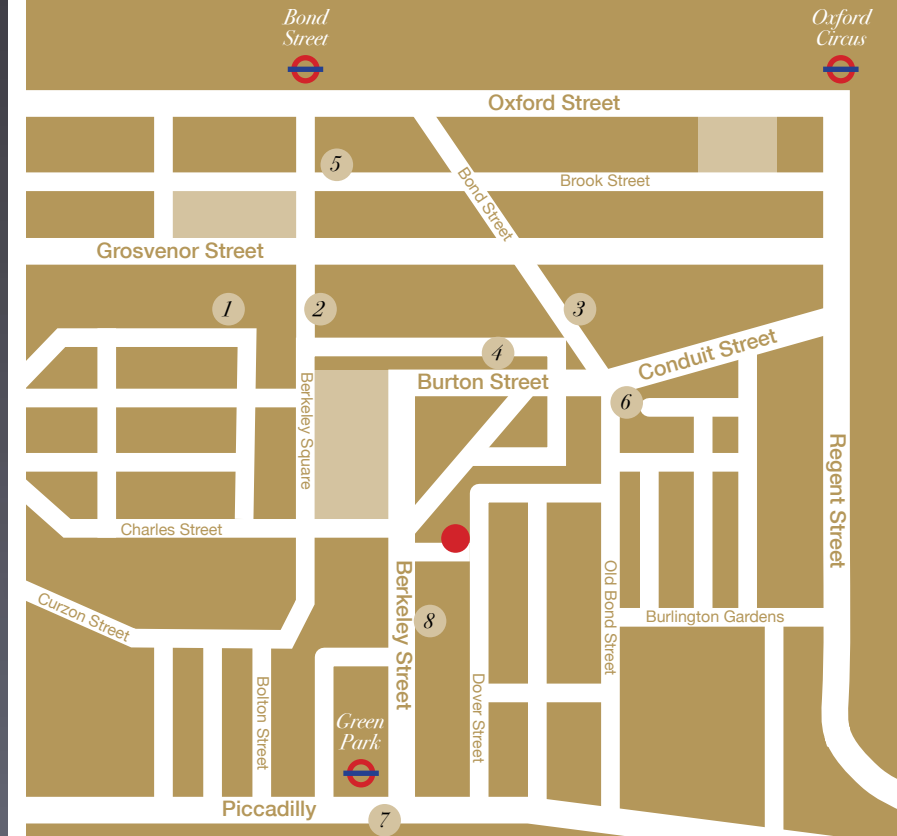 Bond
Street
Oxford
Circus
Oxford Street
5
Brook Street
Bond Street
Grosvenor Street
1
2
3
4
Conduit Street
Burton Street
6
Berkeley Square
Regent Street
Charles Street
Old Bond Street
Berkeley Street
Curzon Street
8
Burlington Gardens
Dover Street
Bolton Street
Green
Park
Piccadilly
7